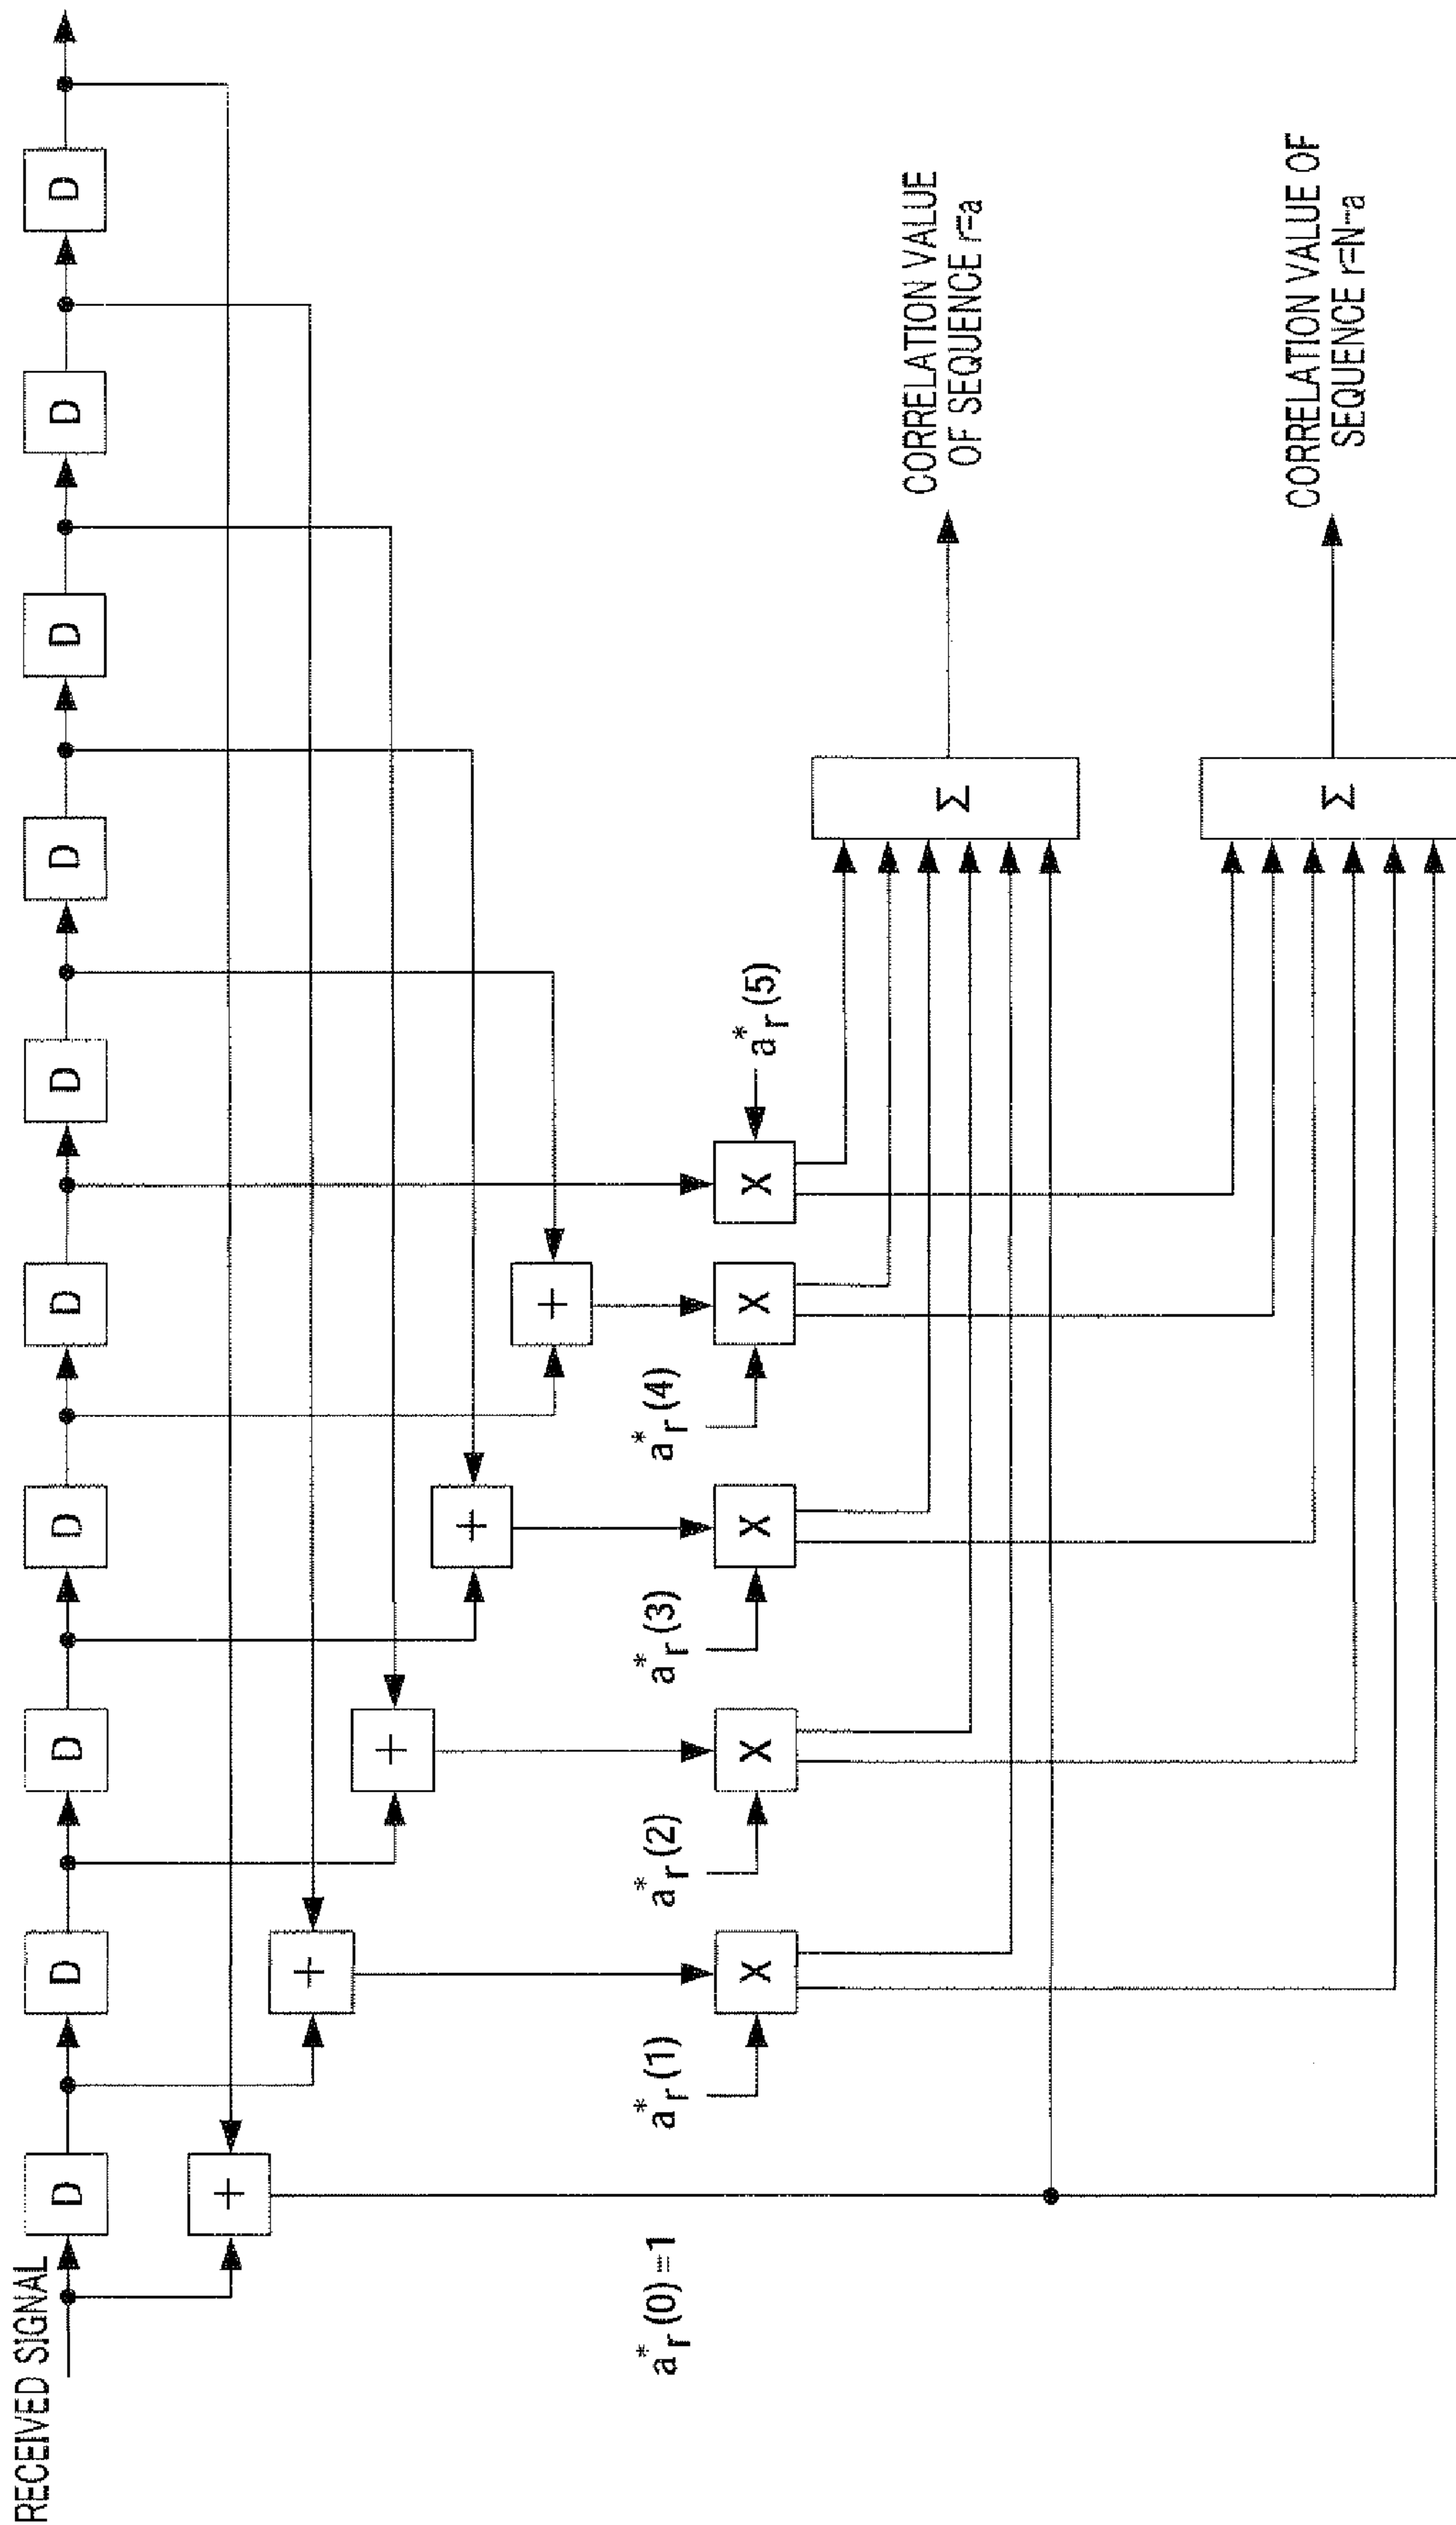 RECEIVED SIGNAL
D D D D D D D D D D
+
+
+
+
+
a*r(0)=1
a*r(1)
a*r(2)
a*r(3)
a*r(4)
a*r(5)
X X X X X
Σ
CORRELATION VALUE
OF SEQUENCE r=a
Σ
CORRELATION VALUE OF
SEQUENCE r=N-a